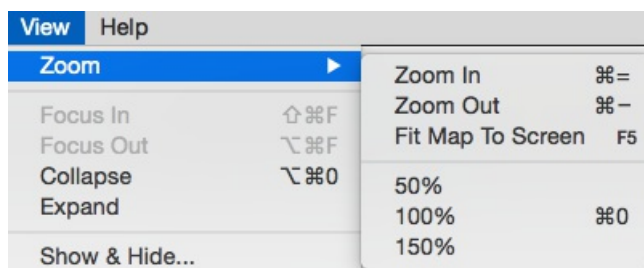 View Help
Zoom ▶
Focus In ⇧⌘F
Focus Out ⌥⌘F
Collapse ⌥⌘0
Expand
Show & Hide...
Zoom In ⌘=
Zoom Out ⌘−
Fit Map To Screen F5
50%
100% ⌘0
150%